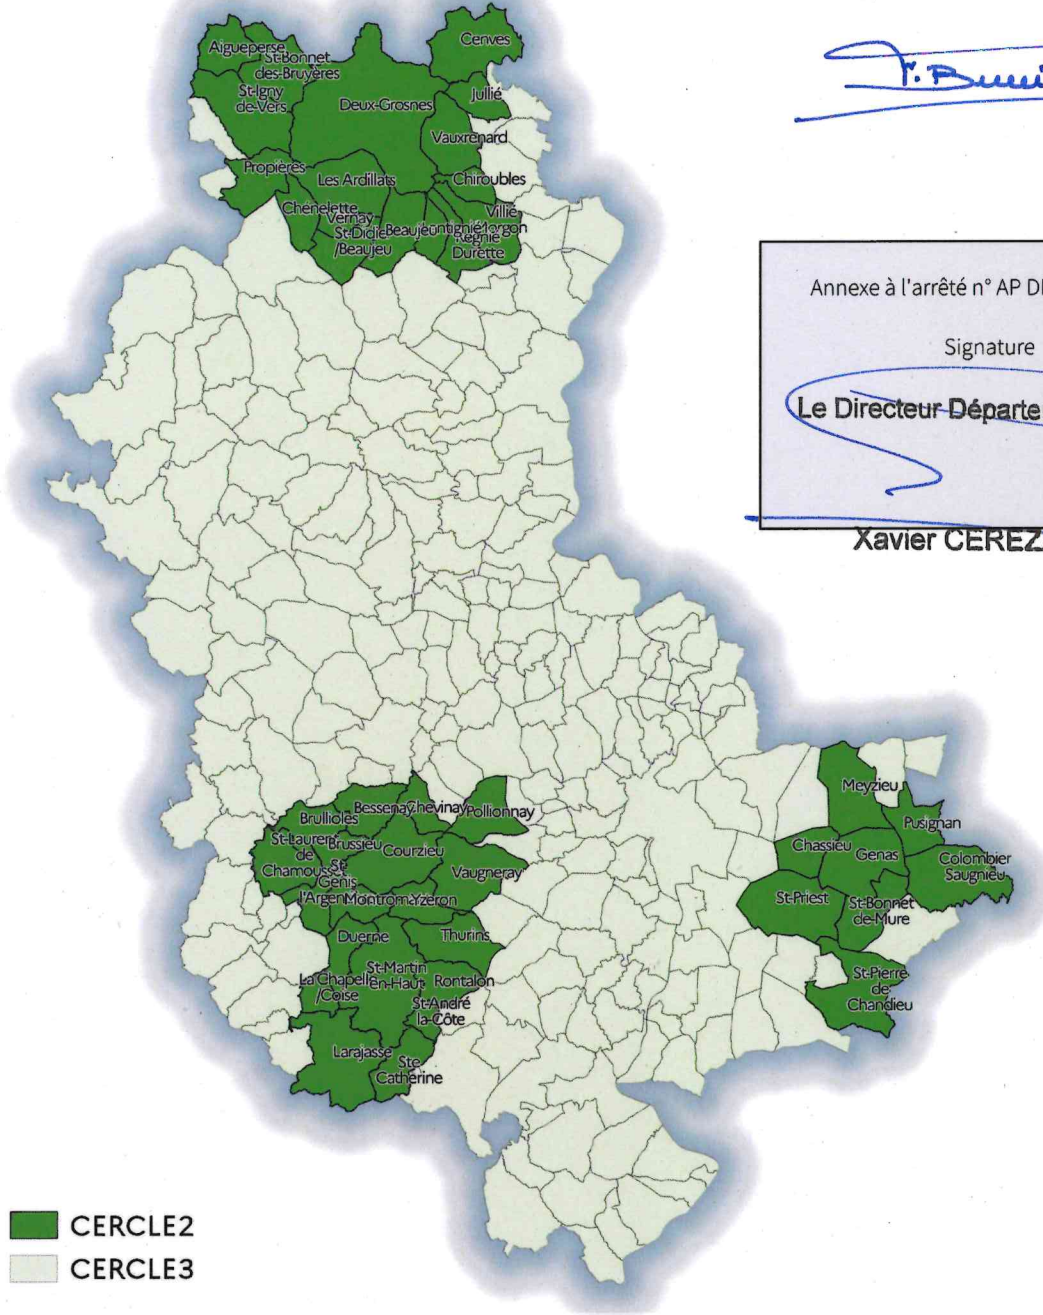 Aigueperse
St-Bonnet
des-Bruyères
St-Igny
de-Vers
Cenves
Deux-Grosnes
Jullié
Vauxrenard
Propières
Les Ardillats
Chiroubles
Chénelette
Vernay
St-Didie
/Beaujeu
Beaujeu
Villié
Régnié
Durette
Annexe à l'arrêté n° AP D
Signature
Le Directeur Départe
Xavier CEREZ
Meyzieu
Pusignan
Chassieu
Genas
Colombier
Saugnieu
St-Priest
St-Bonnet
de-Mure
St-Pierre
de
Chandieu
Bessenay
Chevinay
Pollionnay
Brullioles
St-Laurent
de
Chamousset
Brussieu
Courzieu
Vaugneray
St
Genis
l'Argen
Montromant
Yzeron
Duerne
Thurins
La Chapelle
/Coise
St-Martin
en-Haut
Rontalon
St-André
la-Côte
Larajasse
Ste
Catherine
CERCLE2
CERCLE3